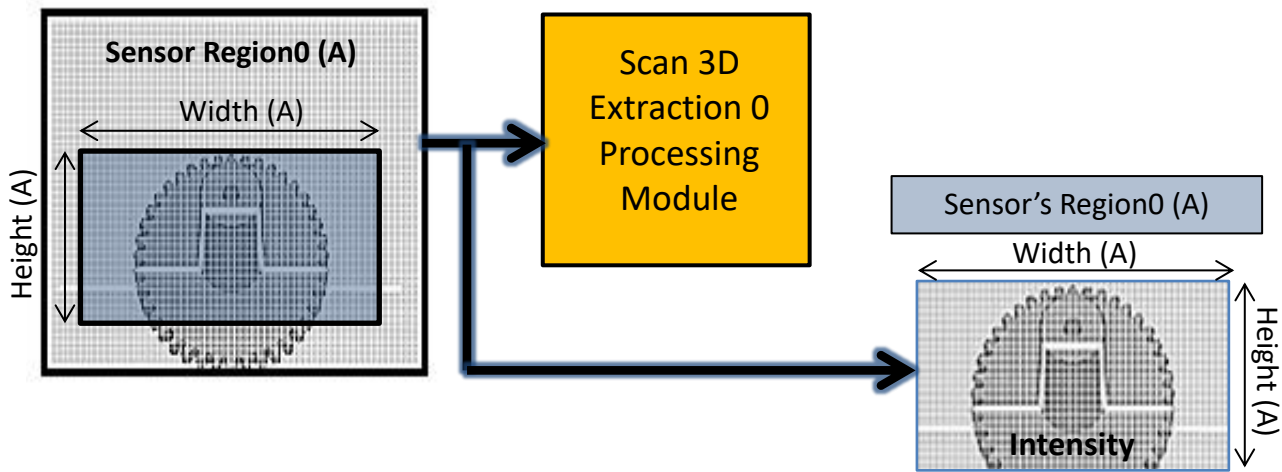 Sensor Region0 (A)
Width (A)
Height (A)
Scan 3D
Extraction 0
Processing
Module
Sensor’s Region0 (A)
Width (A)
Height (A)
Intensity